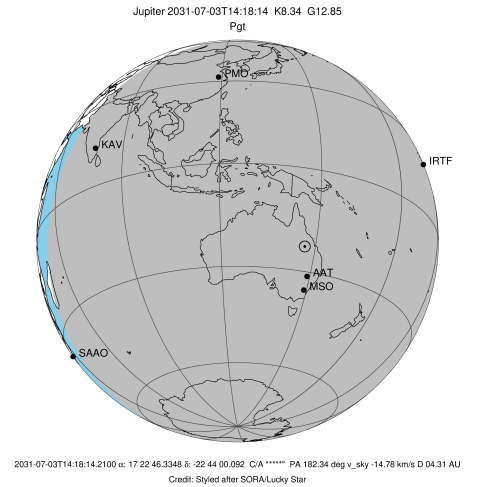 Jupiter 2031-07-03T14:18:14 K8.34 G12.85
Pgt
PMO
KAV
IRTF
AAT
MSO
SAAO
2031-07-03T14:18:14.2100 α: 17 22 46.3348 δ: -22 44 00.092 C/A *****" PA 182.34 deg v_sky -14.78 km/s D 04.31 AU
Credit: Styled after SORA/Lucky Star